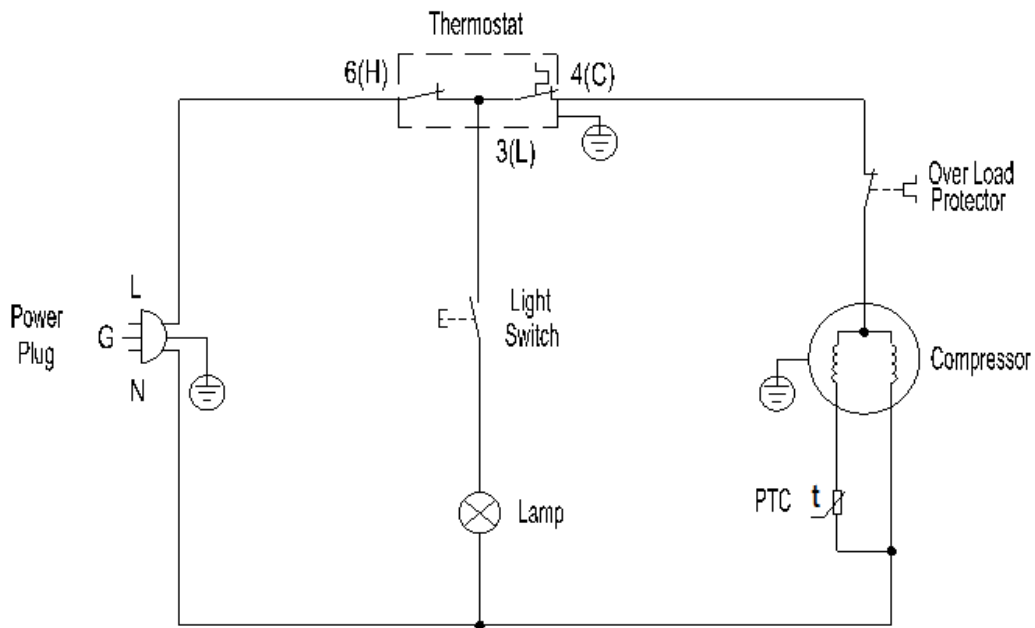 Thermostat
6(H)
4(C)
3(L)
Over Load
Protector
L
Power
Plug
G
N
Light
Switch
Compressor
PTC
t
Lamp